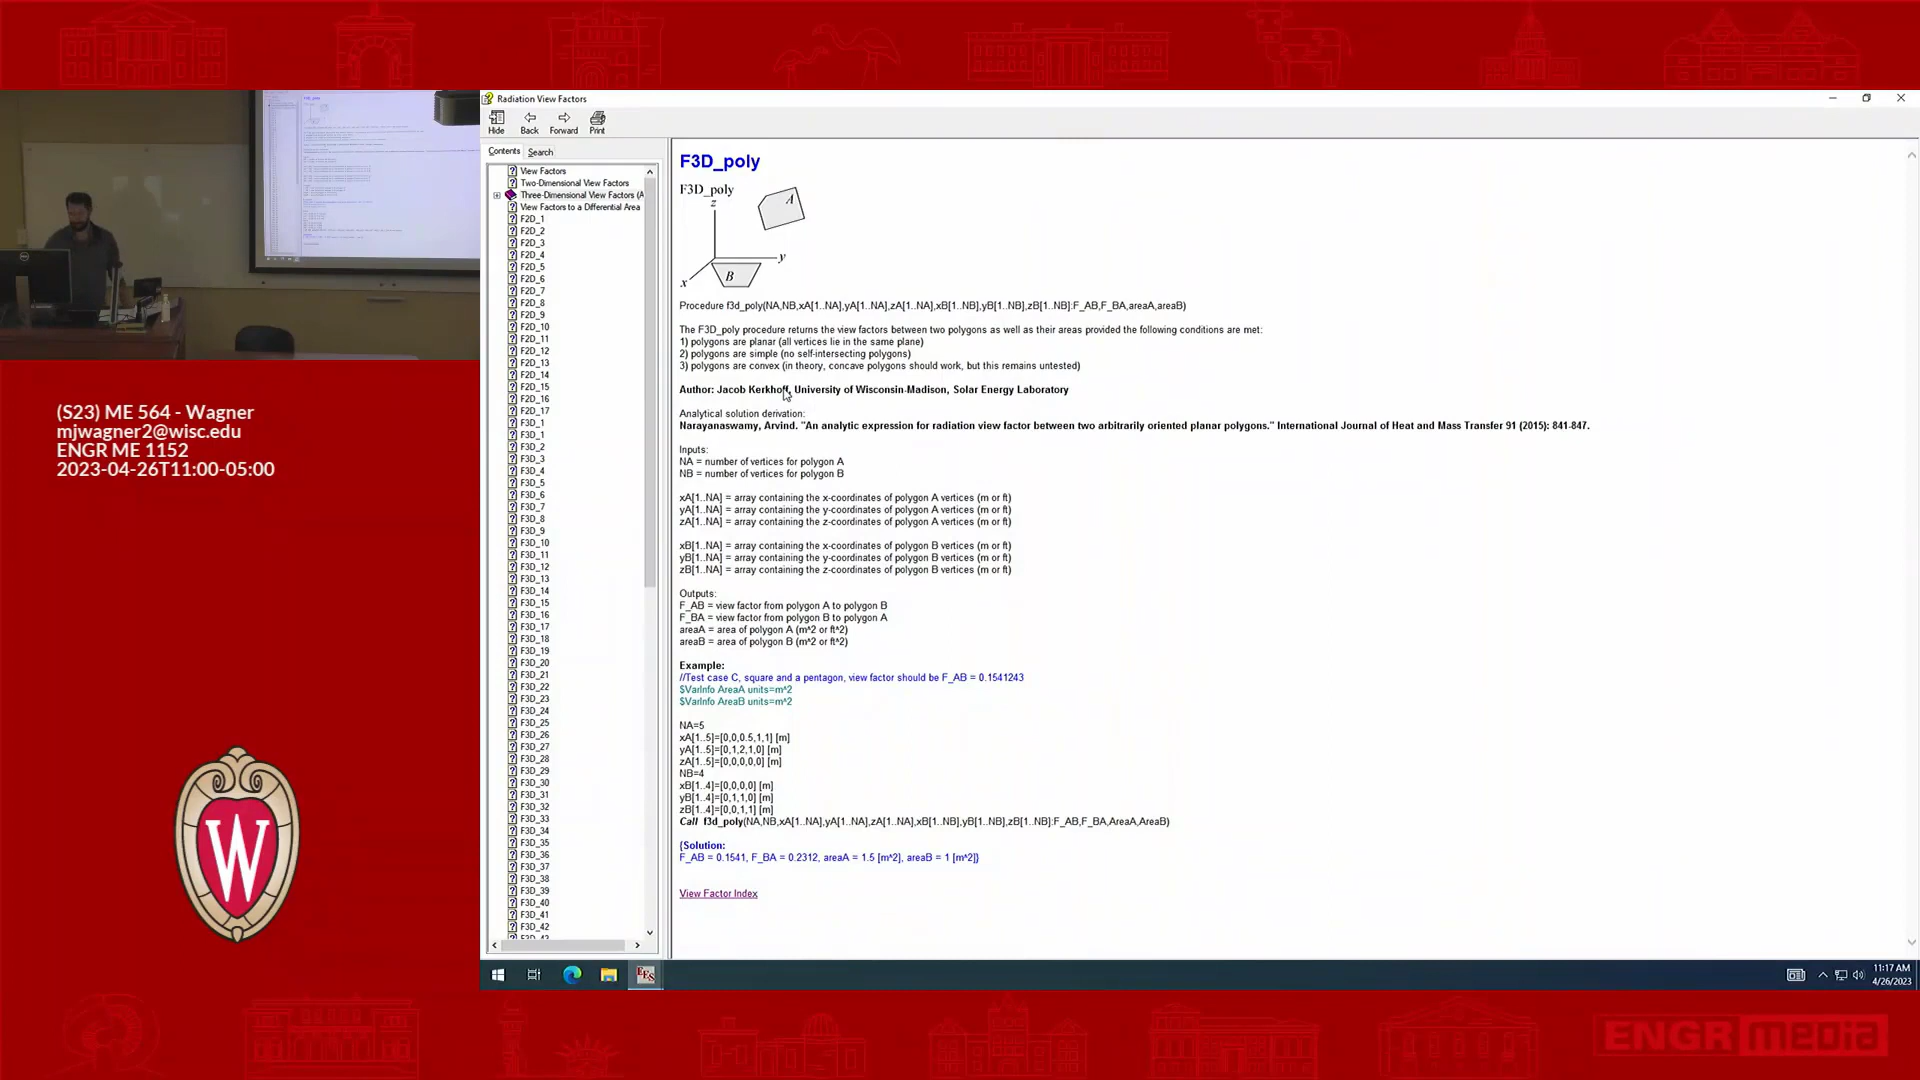 Radiation View Factors
Hide
Back
Forward
Print
Contents
Search
View Factors
Two-Dimensional View Factors
Three-Dimensional View Factors (A
View Factors to a Differential Area
F2D_1
F2D_2
F2D_3
F2D_4
F2D_5
F2D_6
F2D_7
F2D_8
F2D_9
F2D_10
F2D_11
F2D_12
F2D_13
F2D_14
F2D_15
F2D_16
F2D_17
F3D_1
F3D_1
F3D_2
F3D_3
F3D_4
F3D_5
F3D_6
F3D_7
F3D_8
F3D_9
F3D_10
F3D_11
F3D_12
F3D_13
F3D_14
F3D_15
F3D_16
F3D_17
F3D_18
F3D_19
F3D_20
F3D_21
F3D_22
F3D_23
F3D_24
F3D_25
F3D_26
F3D_27
F3D_28
F3D_29
F3D_30
F3D_31
F3D_32
F3D_33
F3D_34
F3D_35
F3D_36
F3D_37
F3D_38
F3D_39
F3D_40
F3D_41
F3D_42
F3D_43
F3D_poly
F3D_poly
z
A
y
x
B
Procedure f3d_poly(NA,NB,xA[1..NA],yA[1..NA],zA[1..NA],xB[1..NB],yB[1..NB],zB[1..NB]:F_AB,F_BA,areaA,areaB)
The F3D_poly procedure returns the view factors between two polygons as well as their areas provided the following conditions are met:
1) polygons are planar (all vertices lie in the same plane)
2) polygons are simple (no self-intersecting polygons)
3) polygons are convex (in theory, concave polygons should work, but this remains untested)
Author: Jacob Kerkhoff, University of Wisconsin-Madison, Solar Energy Laboratory
Analytical solution derivation:
Narayanaswamy, Arvind. "An analytic expression for radiation view factor between two arbitrarily oriented planar polygons." International Journal of Heat and Mass Transfer 91 (2015): 841-847.
Inputs:
NA = number of vertices for polygon A
NB = number of vertices for polygon B
xA[1..NA] = array containing the x-coordinates of polygon A vertices (m or ft)
yA[1..NA] = array containing the y-coordinates of polygon A vertices (m or ft)
zA[1..NA] = array containing the z-coordinates of polygon A vertices (m or ft)
xB[1..NA] = array containing the x-coordinates of polygon B vertices (m or ft)
yB[1..NA] = array containing the y-coordinates of polygon B vertices (m or ft)
zB[1..NA] = array containing the z-coordinates of polygon B vertices (m or ft)
Outputs:
F_AB = view factor from polygon A to polygon B
F_BA = view factor from polygon B to polygon A
areaA = area of polygon A (m^2 or ft^2)
areaB = area of polygon B (m^2 or ft^2)
Example:
//Test case C, square and a pentagon, view factor should be F_AB = 0.1541243
$VarInfo AreaA units=m^2
$VarInfo AreaB units=m^2
NA=5
xA[1..5]=[0,0,0.5,1,1] [m]
yA[1..5]=[0,1,2,1,0] [m]
zA[1..5]=[0,0,0,0,0] [m]
NB=4
xB[1..4]=[0,0,0,0] [m]
yB[1..4]=[0,1,1,0] [m]
zB[1..4]=[0,0,1,1] [m]
Call f3d_poly(NA,NB,xA[1..NA],yA[1..NA],zA[1..NA],xB[1..NB],yB[1..NB],zB[1..NB]:F_AB,F_BA,AreaA,AreaB)
{Solution:
F_AB = 0.1541, F_BA = 0.2312, areaA = 1.5 [m^2], areaB = 1 [m^2]}
View Factor Index
EES
11:17 AM
4/26/2023
(S23) ME 564 - Wagner
mjwagner2@wisc.edu
ENGR ME 1152
2023-04-26T11:00-05:00
W
ENGR media